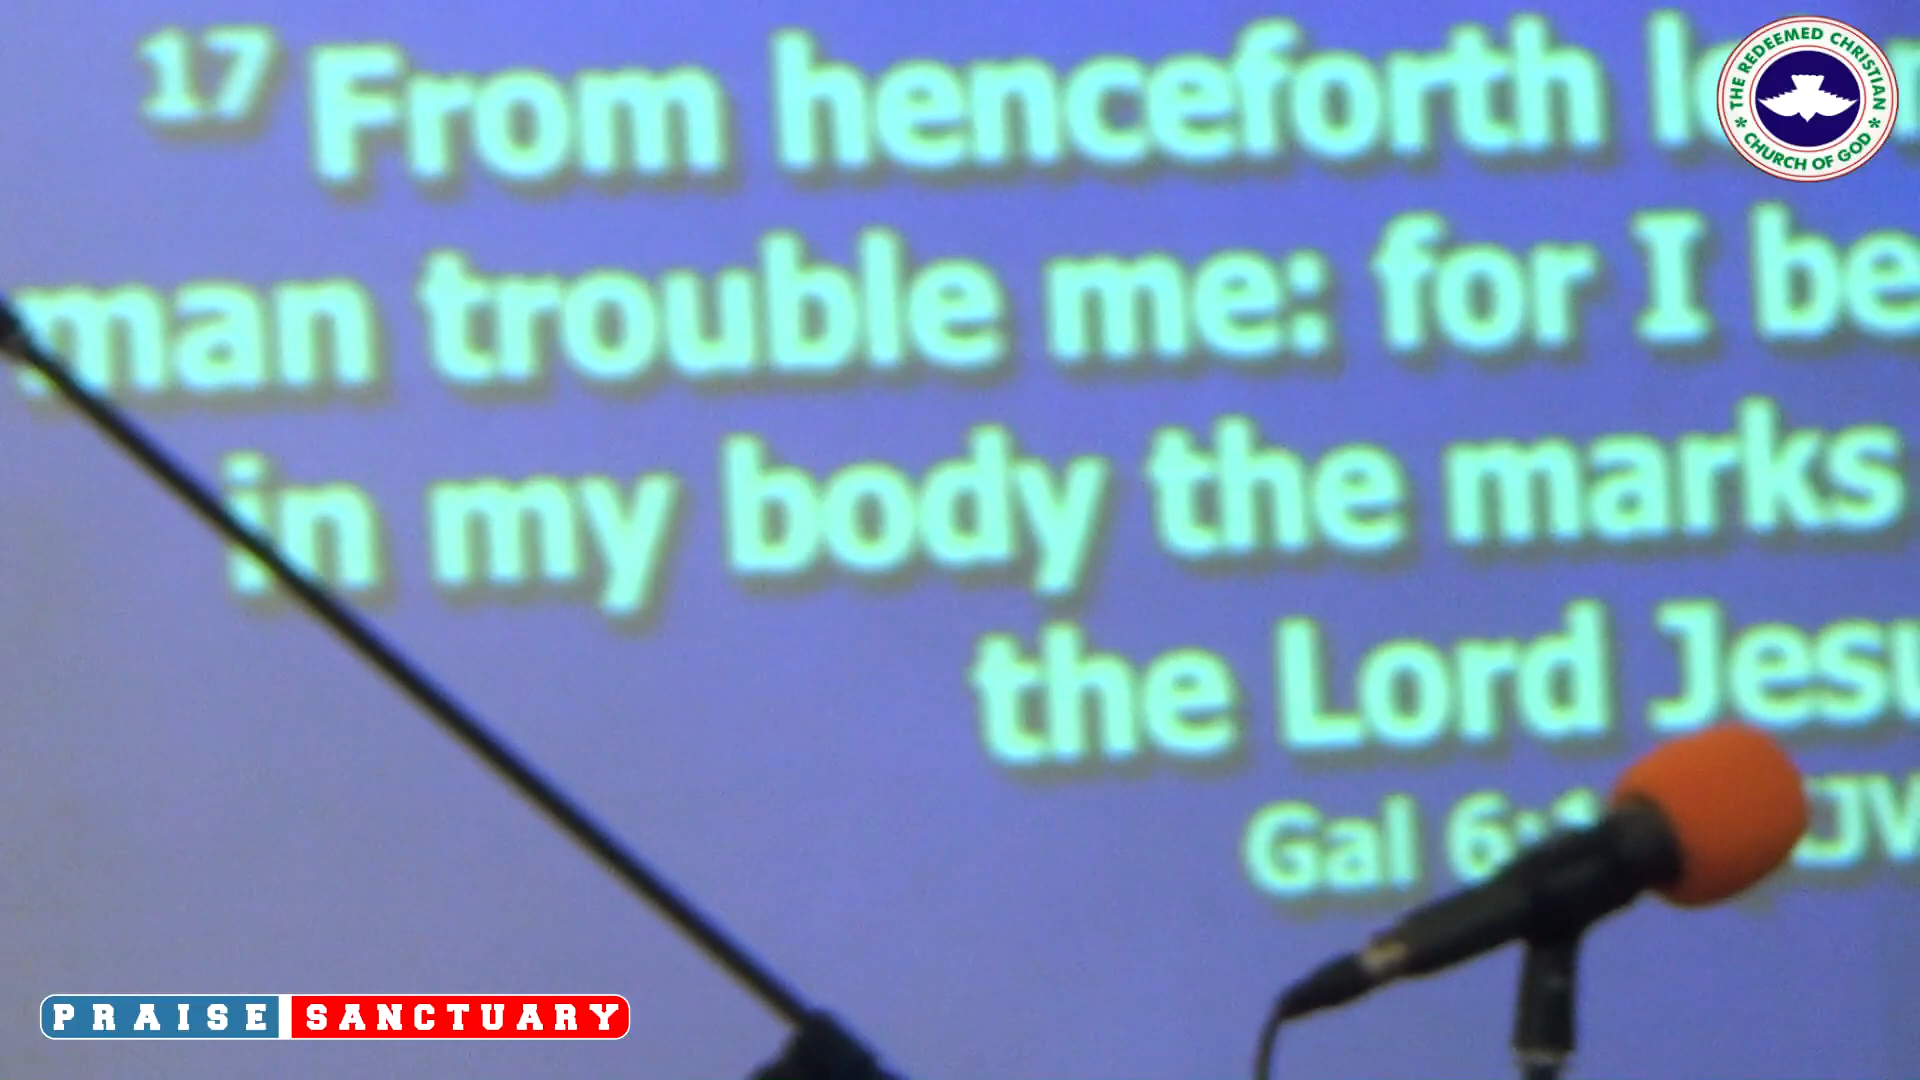 17 From henceforth
man trouble me: for I be
in my body the marks
the Lord Jesu
Gal 6:1
THE REDEEMED CHRISTIAN
CHURCH OF GOD
PRAISE SANCTUARY